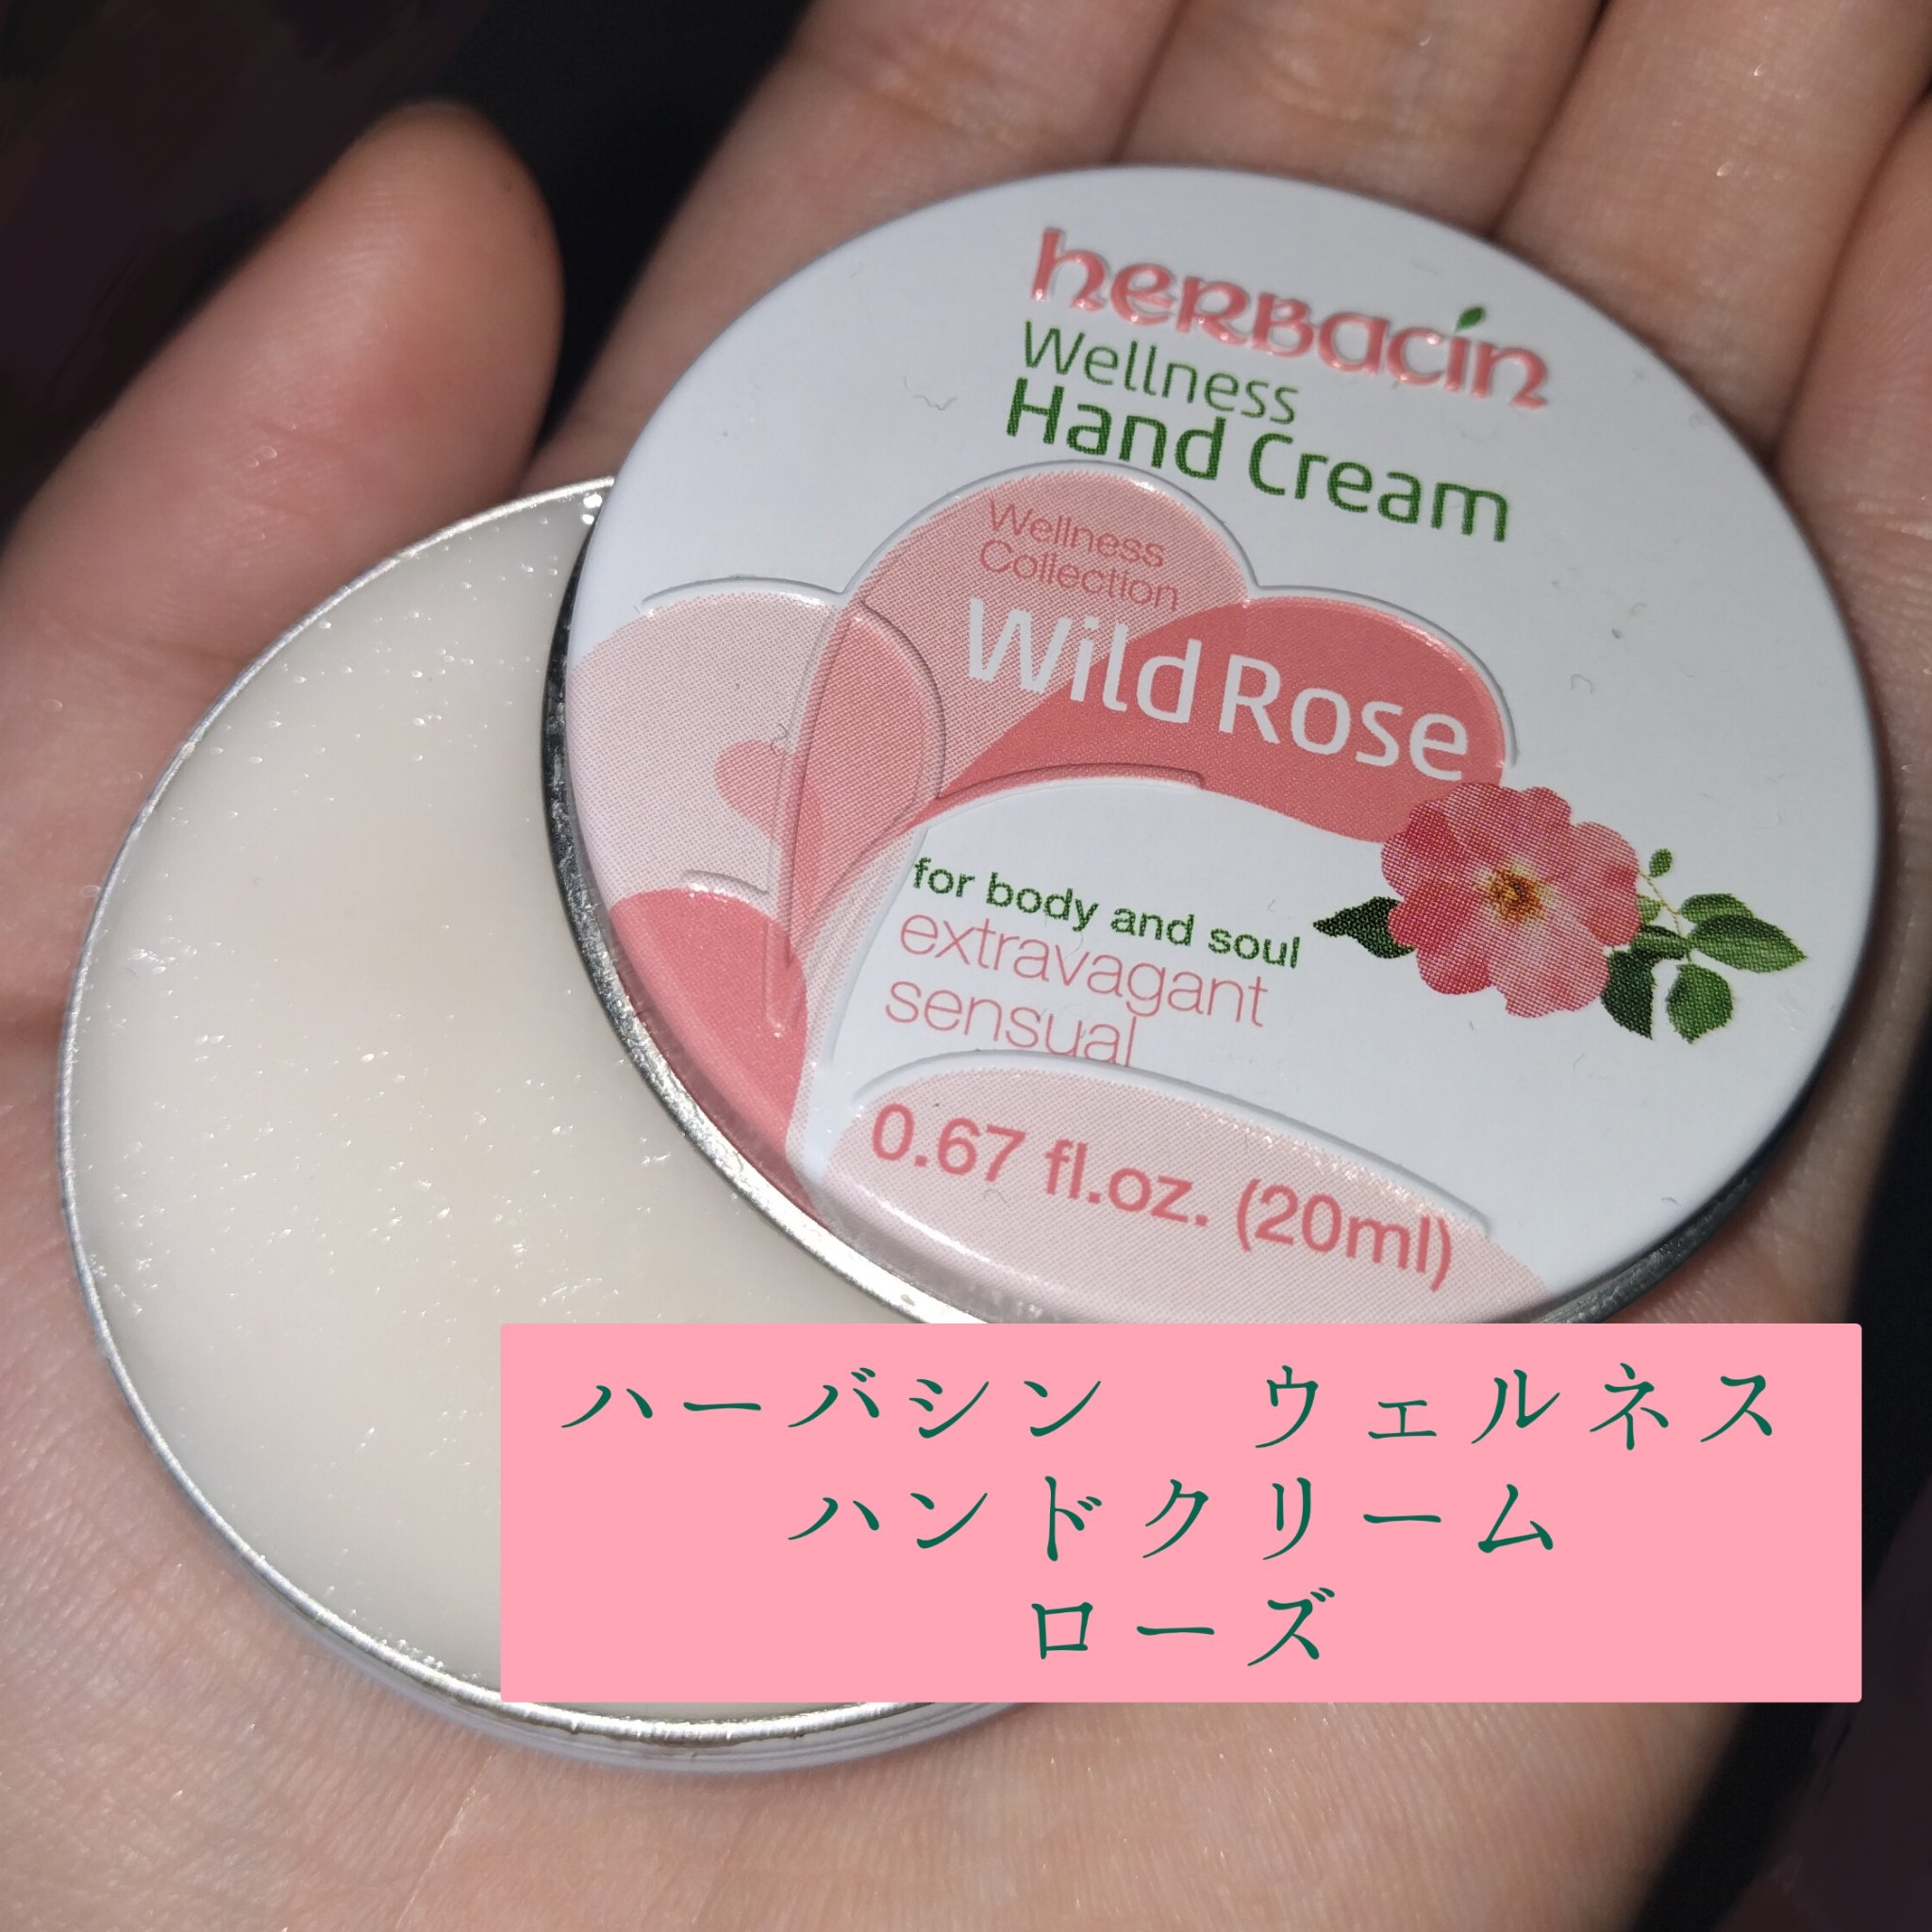 herbacin
Wellness
Hand Cream
Wellness
Collection
Wild Rose
for body and soul
extravagant
sensual
0.67 fl.oz. (20ml)
ハーバシン　ウェルネス
ハンドクリーム
ローズ